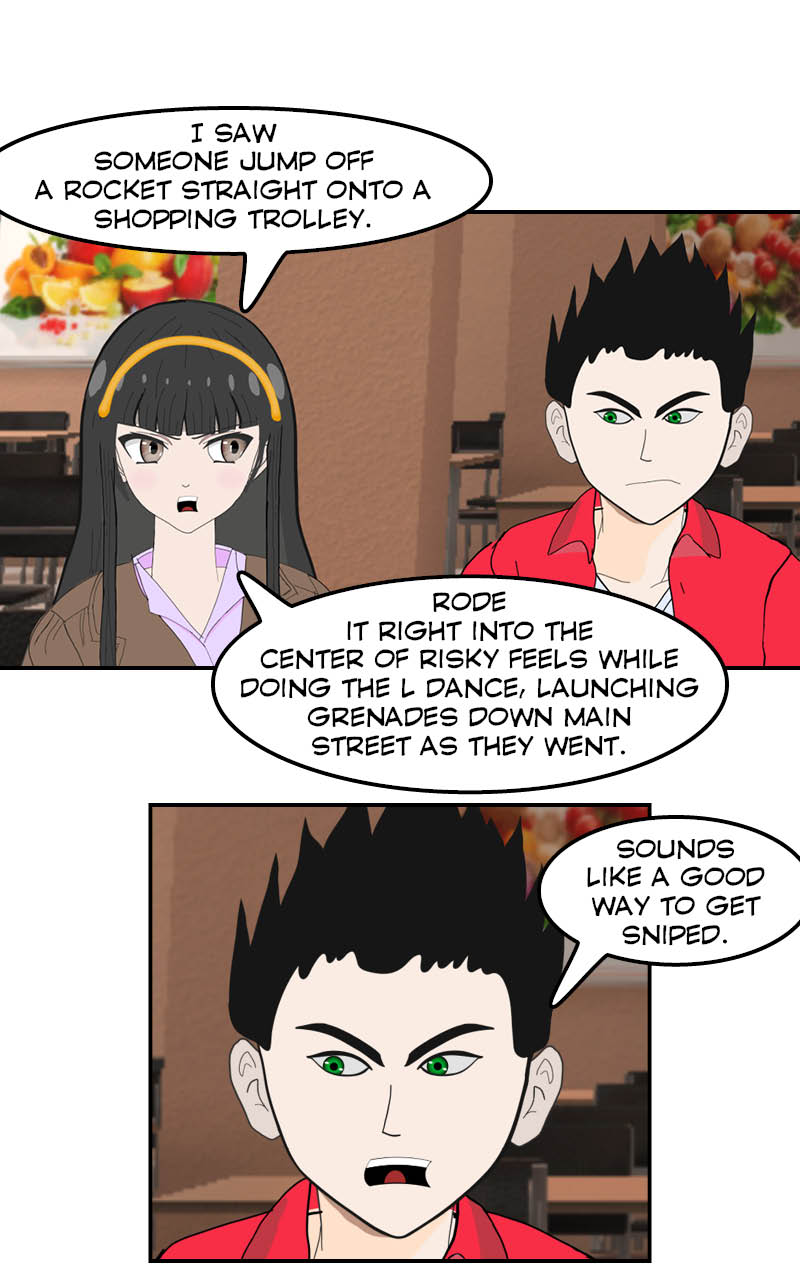 I SAW
SOMEONE JUMP OFF
A ROCKET STRAIGHT ONTO A
SHOPPING TROLLEY.
RODE
IT RIGHT INTO THE
CENTER OF RISKY FEELS WHILE
DOING THE L DANCE, LAUNCHING
GRENADES DOWN MAIN
STREET AS THEY WENT.
SOUNDS
LIKE A GOOD
WAY TO GET
SNIPED.